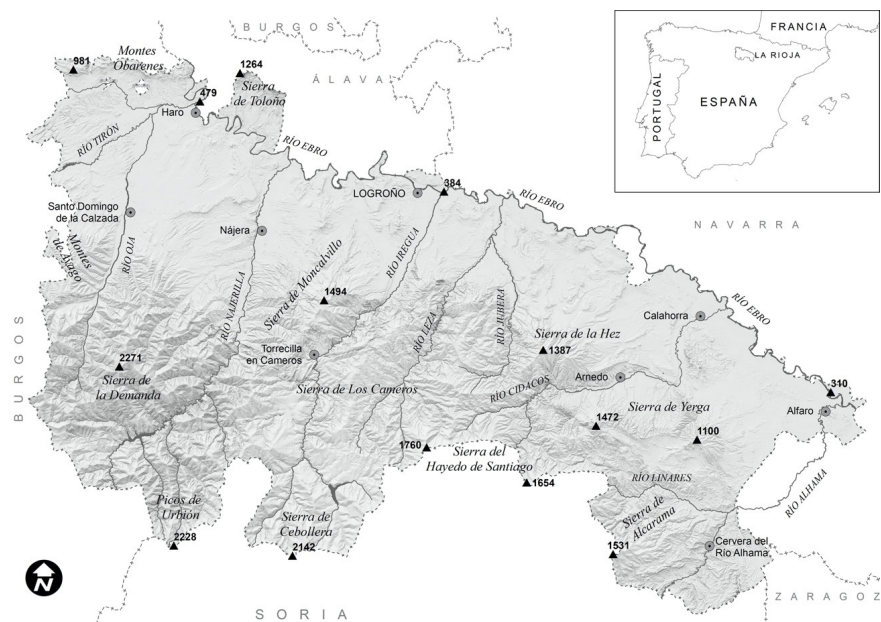 BURGOS
FRANCIA
LA RIOJA
PORTUGAL
ESPAÑA
981
Montes
Obarenes
1264
Sierra
de Toloño
ÁLAVA
479
Haro
RÍO TIRÓN
RÍO EBRO
LOGROÑO
384
RÍO EBRO
NAVARRA
Santo Domingo
de la Calzada
Nájera
Montes
de Ayago
RÍO OJA
RÍO NAJERILLA
Sierra de Moncalvillo
1494
RÍO IREGUA
RÍO LEZA
RÍO JUBERA
Calahorra
RÍO EBRO
BURGOS
2271
Sierra de
la Demanda
Torrecilla
en Cameros
Sierra de Los Cameros
Sierra de la Hez
1387
RÍO CIDACOS
Arnedo
310
Alfaro
Sierra de Yerga
1472
1100
1760
Sierra del
Hayedo de Santiago
1654
RÍO LINARES
RÍO ALHAMA
Picos de
Urbión
2228
Sierra de
Cebollera
2142
Sierra de
Alcarama
1531
Cervera del
Río Alhama
N
SORIA
ZARAGOZ